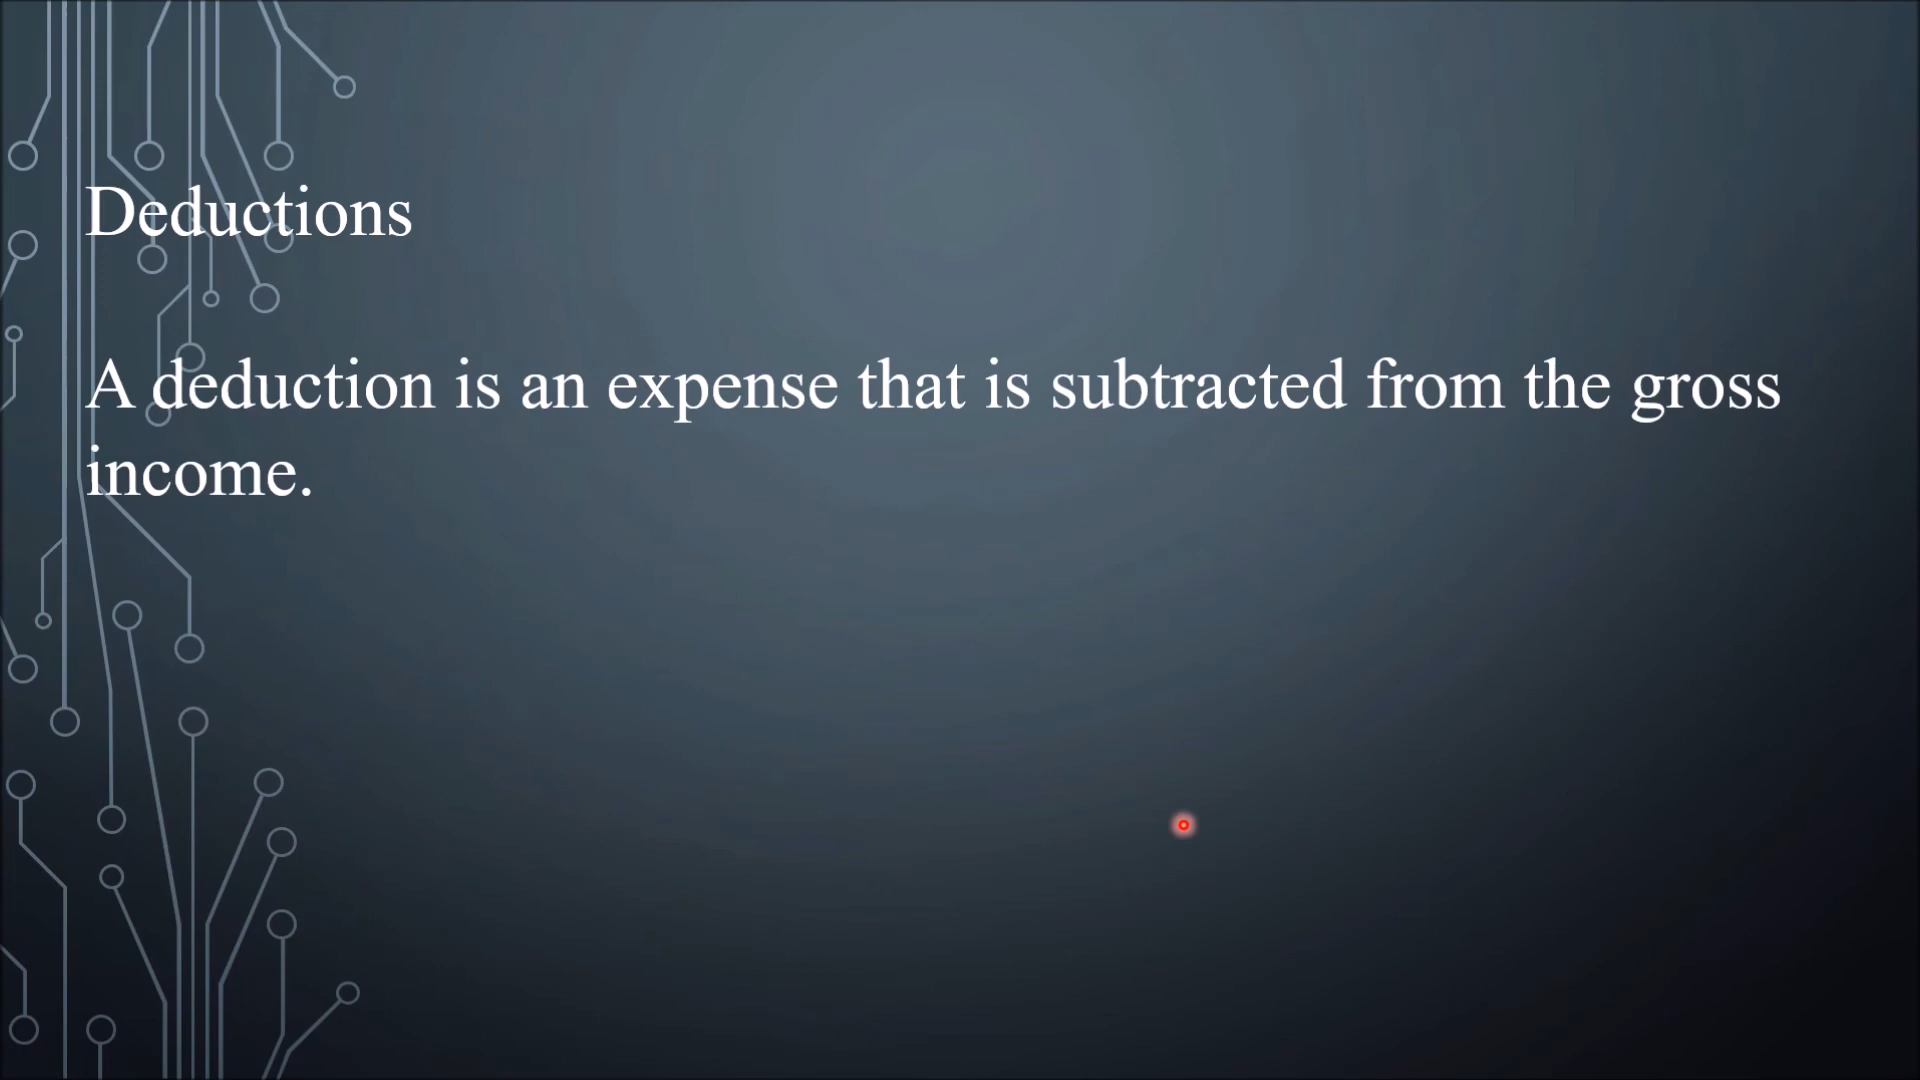 Deductions
A deduction is an expense that is subtracted from the gross
income.